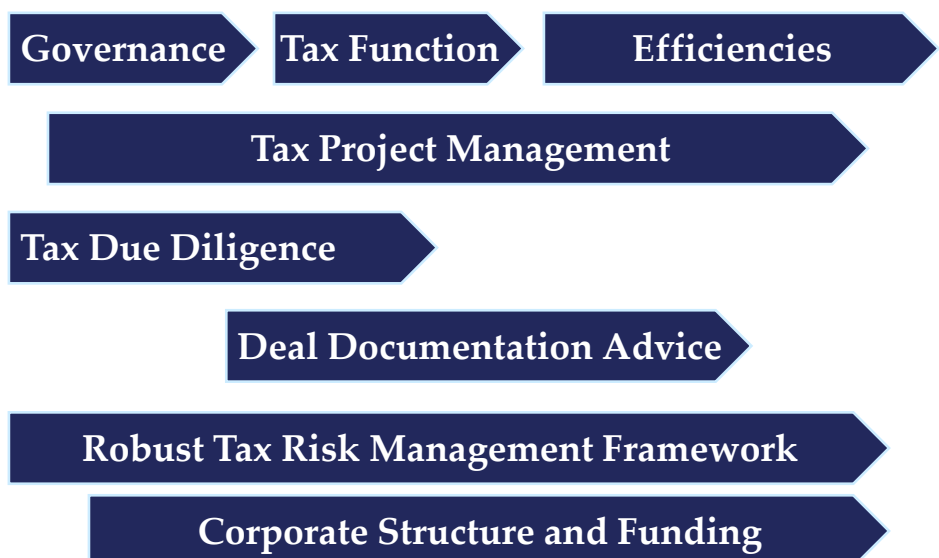 Governance
Tax Function
Efficiencies
Tax Project Management
Tax Due Diligence
Deal Documentation Advice
Robust Tax Risk Management Framework
Corporate Structure and Funding